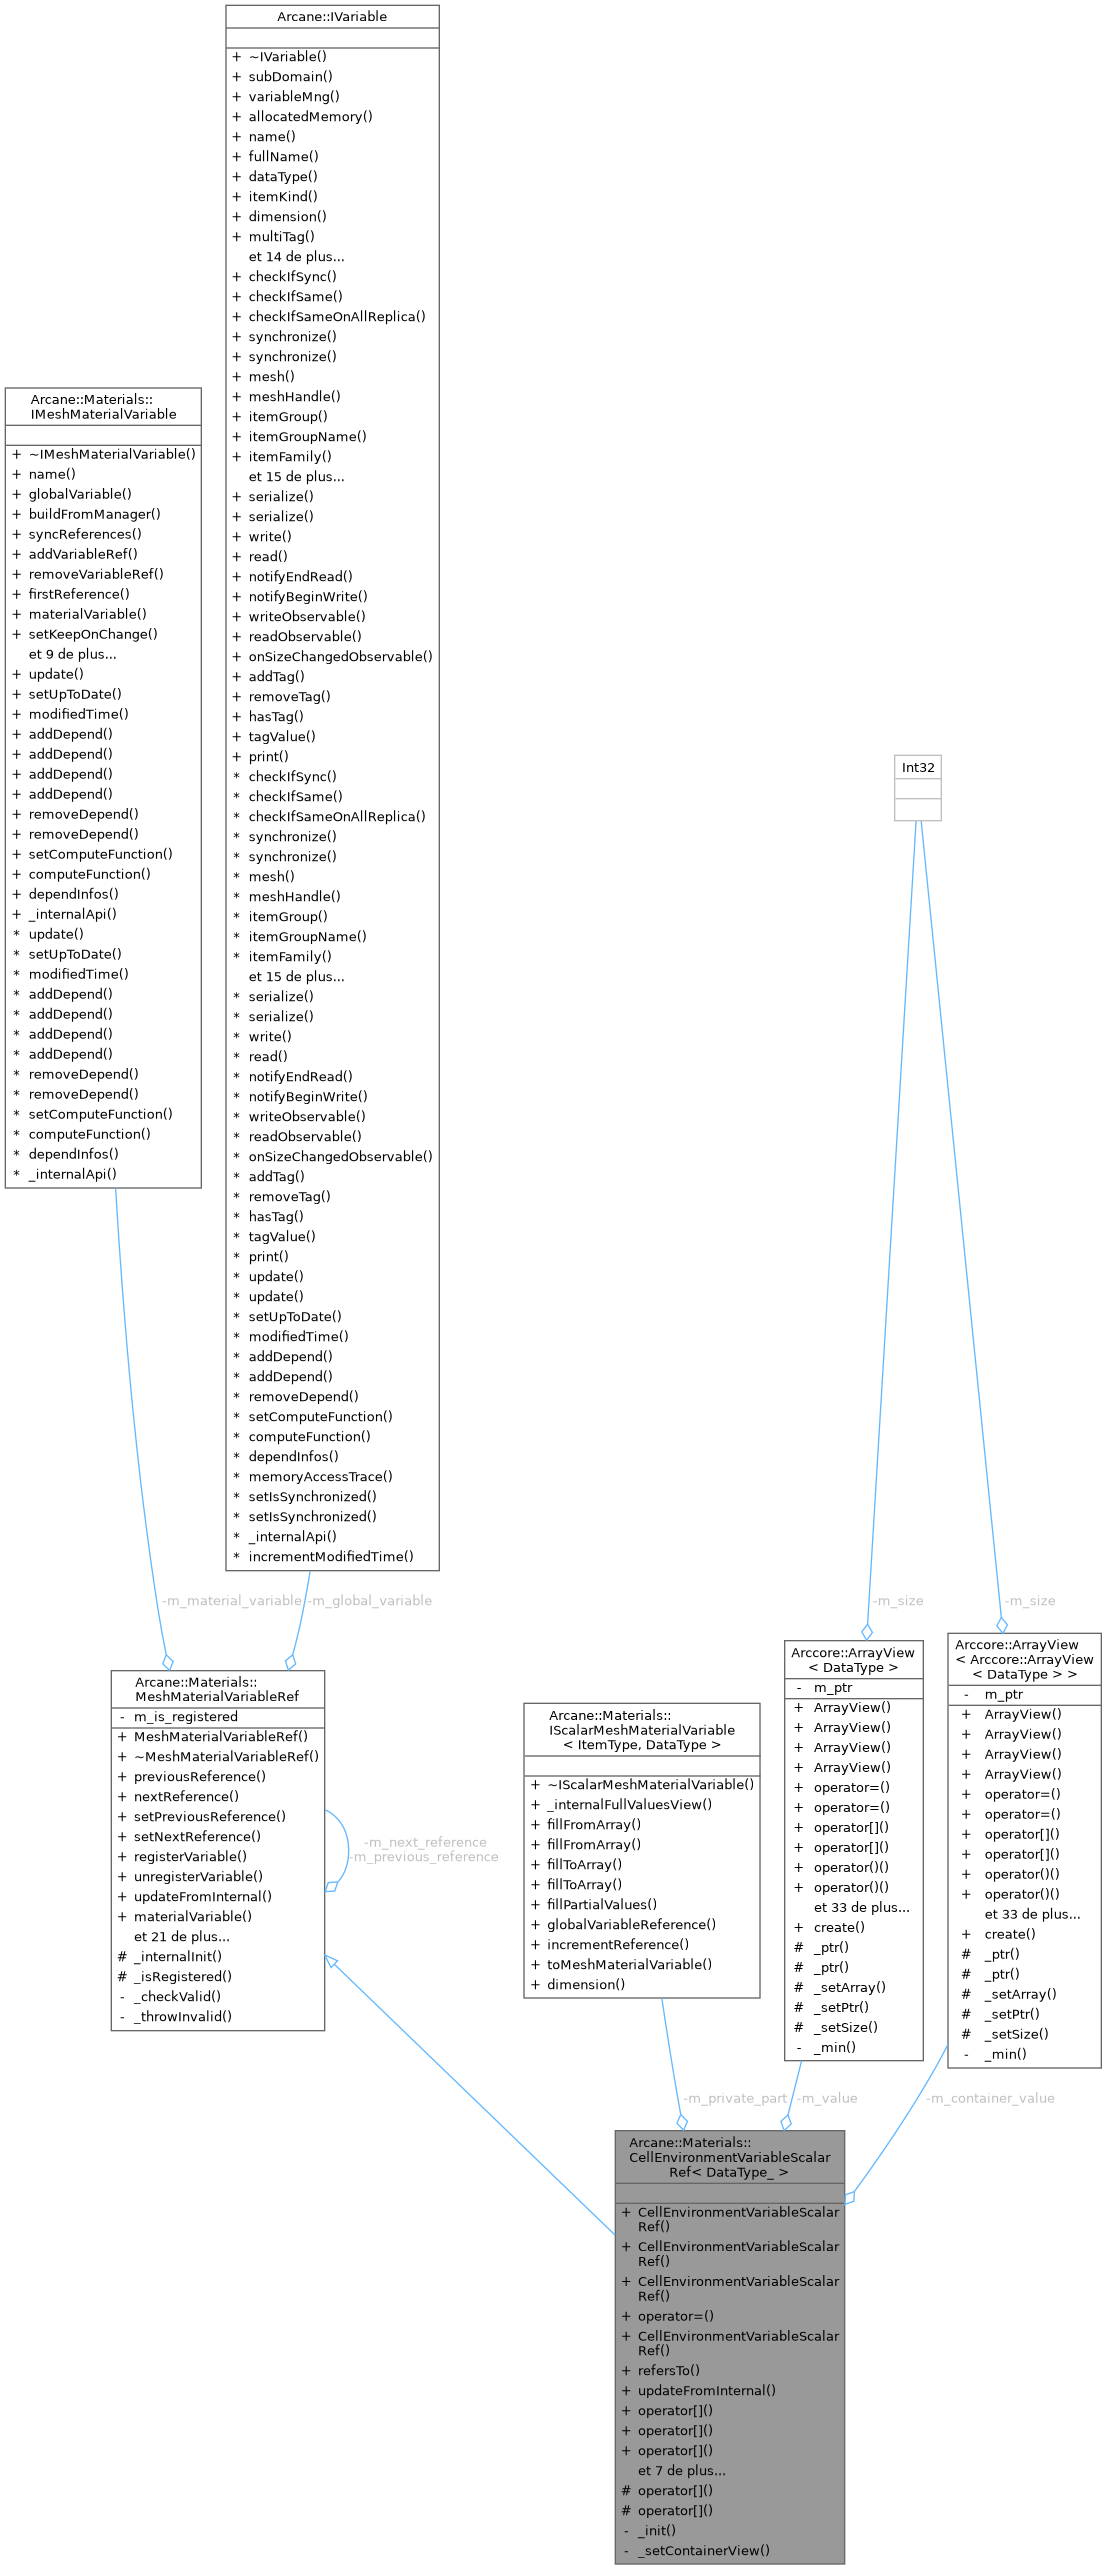 Arcane::IVariable
+ ~IVariable()
+ subDomain()
+ variableMng()
+ allocatedMemory()
+ name()
+ fullName()
+ dataType()
+ itemKind()
+ dimension()
+ multiTag()
et 14 de plus...
+ checkIfSync()
+ checkIfSame()
+ checkIfSameOnAllReplica()
+ synchronize()
+ synchronize()
+ mesh()
+ meshHandle()
+ itemGroup()
+ itemGroupName()
+ itemFamily()
et 15 de plus...
+ serialize()
+ serialize()
+ write()
+ read()
+ notifyEndRead()
+ notifyBeginWrite()
+ writeObservable()
+ readObservable()
+ onSizeChangedObservable()
+ addTag()
+ removeTag()
+ hasTag()
+ tagValue()
+ print()
* checkIfSync()
* checkIfSame()
* checkIfSameOnAllReplica()
* synchronize()
* synchronize()
* mesh()
* meshHandle()
* itemGroup()
* itemGroupName()
* itemFamily()
et 15 de plus...
* serialize()
* serialize()
* write()
* read()
* notifyEndRead()
* notifyBeginWrite()
* writeObservable()
* readObservable()
* onSizeChangedObservable()
* addTag()
* removeTag()
* hasTag()
* tagValue()
* print()
* update()
* update()
* setUpToDate()
* modifiedTime()
* addDepend()
* addDepend()
* removeDepend()
* setComputeFunction()
* computeFunction()
* dependInfos()
* memoryAccessTrace()
* setIsSynchronized()
* setIsSynchronized()
* _internalApi()
* incrementModifiedTime()
Arcane::Materials::
IMeshMaterialVariable
+ ~IMeshMaterialVariable()
+ name()
+ globalVariable()
+ buildFromManager()
+ syncReferences()
+ addVariableRef()
+ removeVariableRef()
+ firstReference()
+ materialVariable()
+ setKeepOnChange()
et 9 de plus...
+ update()
+ setUpToDate()
+ modifiedTime()
+ addDepend()
+ addDepend()
+ addDepend()
+ addDepend()
+ removeDepend()
+ removeDepend()
+ setComputeFunction()
+ computeFunction()
+ dependInfos()
+ _internalApi()
* update()
* setUpToDate()
* modifiedTime()
* addDepend()
* addDepend()
* addDepend()
* addDepend()
* removeDepend()
* removeDepend()
* setComputeFunction()
* computeFunction()
* dependInfos()
* _internalApi()
Int32
-m_material_variable
-m_global_variable
-m_size
-m_size
Arcane::Materials::
MeshMaterialVariableRef
- m_is_registered
+ MeshMaterialVariableRef()
+ ~MeshMaterialVariableRef()
+ previousReference()
+ nextReference()
+ setPreviousReference()
+ setNextReference()
+ registerVariable()
+ unregisterVariable()
+ updateFromInternal()
+ materialVariable()
et 21 de plus...
# _internalInit()
# _isRegistered()
- _checkValid()
- _throwInvalid()
-m_next_reference
-m_previous_reference
Arcane::Materials::
IScalarMeshMaterialVariable
< ItemType, DataType >
+ ~IScalarMeshMaterialVariable()
+ _internalFullValuesView()
+ fillFromArray()
+ fillFromArray()
+ fillToArray()
+ fillToArray()
+ fillPartialValues()
+ globalVariableReference()
+ incrementReference()
+ toMeshMaterialVariable()
+ dimension()
Arccore::ArrayView
< DataType >
- m_ptr
+ ArrayView()
+ ArrayView()
+ ArrayView()
+ ArrayView()
+ operator=()
+ operator=()
+ operator[]()
+ operator[]()
+ operator()()
+ operator()()
et 33 de plus...
+ create()
# _ptr()
# _ptr()
# _setArray()
# _setPtr()
# _setSize()
- _min()
Arccore::ArrayView
< Arccore::ArrayView
< DataType > >
- m_ptr
+ ArrayView()
+ ArrayView()
+ ArrayView()
+ ArrayView()
+ operator=()
+ operator=()
+ operator[]()
+ operator[]()
+ operator()()
+ operator()()
et 33 de plus...
+ create()
# _ptr()
# _ptr()
# _setArray()
# _setPtr()
# _setSize()
- _min()
-m_private_part
-m_value
-m_container_value
Arcane::Materials::
CellEnvironmentVariableScalar
Ref< DataType_ >
+ CellEnvironmentVariableScalar
Ref()
+ CellEnvironmentVariableScalar
Ref()
+ CellEnvironmentVariableScalar
Ref()
+ operator=()
+ CellEnvironmentVariableScalar
Ref()
+ refersTo()
+ updateFromInternal()
+ operator[]()
+ operator[]()
+ operator[]()
et 7 de plus...
# operator[]()
# operator[]()
- _init()
- _setContainerView()